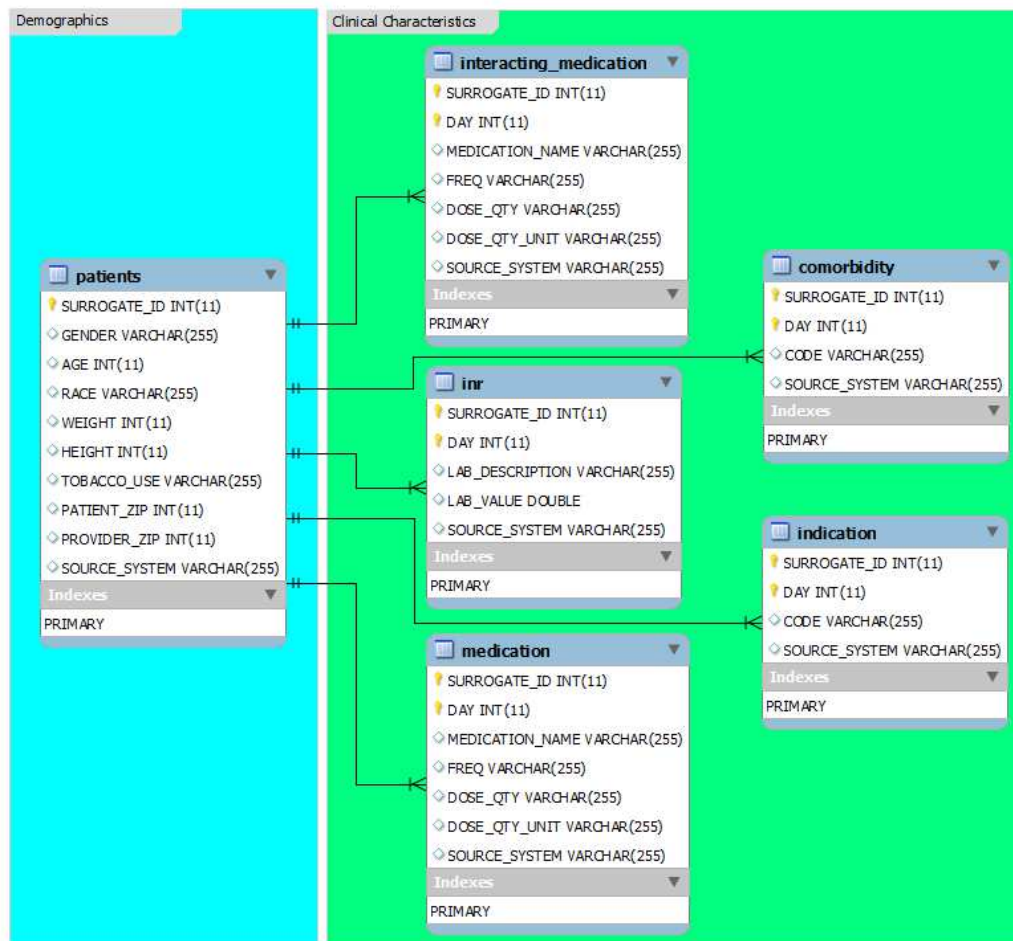 Demographics
Clinical Characteristics
patients
SURROGATE_ID INT(11)
GENDER VARCHAR(255)
AGE INT(11)
RACE VARCHAR(255)
WEIGHT INT(11)
HEIGHT INT(11)
TOBACCO_USE VARCHAR(255)
PATIENT_ZIP INT(11)
PROVIDER_ZIP INT(11)
SOURCE_SYSTEM VARCHAR(255)
Indexes
PRIMARY
interacting_medication
SURROGATE_ID INT(11)
DAY INT(11)
MEDICATION_NAME VARCHAR(255)
FREQ VARCHAR(255)
DOSE_QTY VARCHAR(255)
DOSE_QTY_UNIT VARCHAR(255)
SOURCE_SYSTEM VARCHAR(255)
Indexes
PRIMARY
inr
SURROGATE_ID INT(11)
DAY INT(11)
LAB_DESCRIPTION VARCHAR(255)
LAB_VALUE DOUBLE
SOURCE_SYSTEM VARCHAR(255)
Indexes
PRIMARY
medication
SURROGATE_ID INT(11)
DAY INT(11)
MEDICATION_NAME VARCHAR(255)
FREQ VARCHAR(255)
DOSE_QTY VARCHAR(255)
DOSE_QTY_UNIT VARCHAR(255)
SOURCE_SYSTEM VARCHAR(255)
Indexes
PRIMARY
comorbidity
SURROGATE_ID INT(11)
DAY INT(11)
CODE VARCHAR(255)
SOURCE_SYSTEM VARCHAR(255)
Indexes
PRIMARY
indication
SURROGATE_ID INT(11)
DAY INT(11)
CODE VARCHAR(255)
SOURCE_SYSTEM VARCHAR(255)
Indexes
PRIMARY